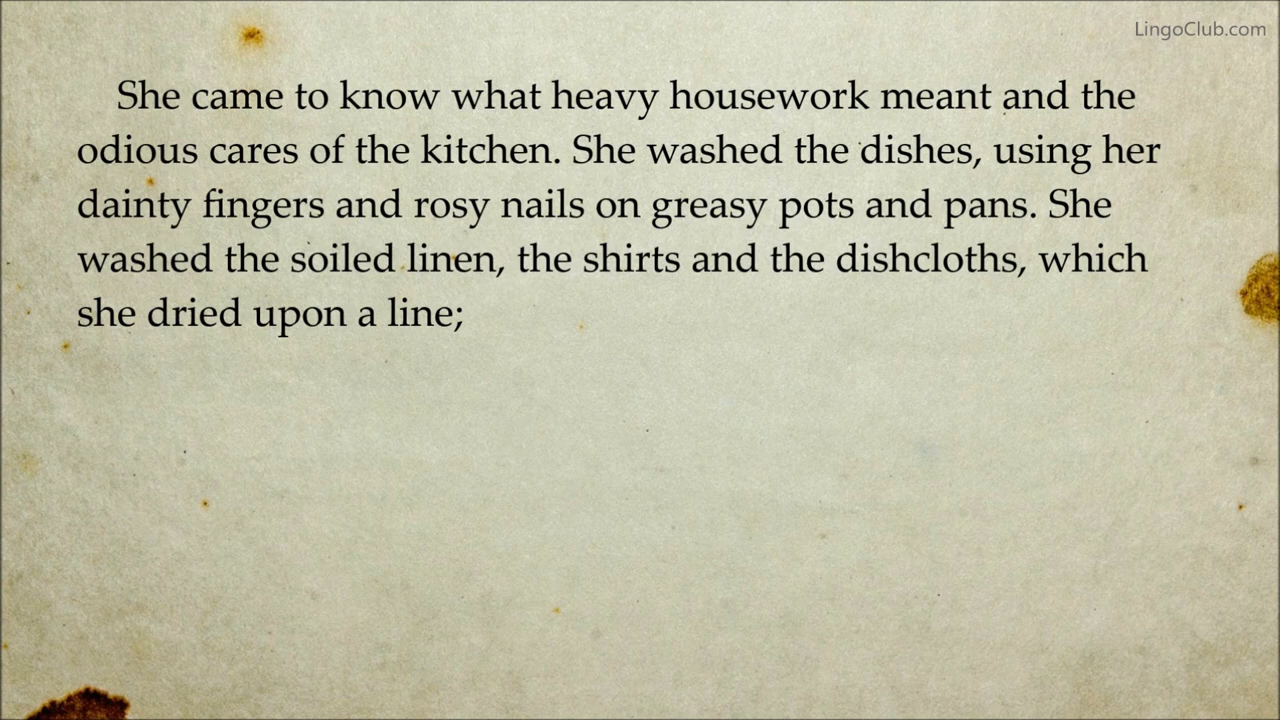 LingoClub.com
She came to know what heavy housework meant and the
odious cares of the kitchen. She washed the dishes, using her
dainty fingers and rosy nails on greasy pots and pans. She
washed the soiled linen, the shirts and the dishcloths, which
she dried upon a line;